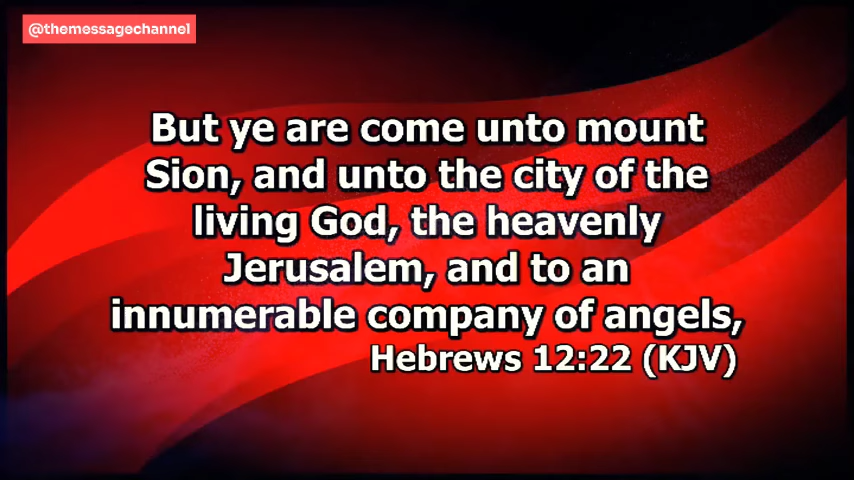 @themessagechannel
But ye are come unto mount
Sion, and unto the city of the
living God, the heavenly
Jerusalem, and to an
innumerable company of angels,
Hebrews 12:22 (KJV)